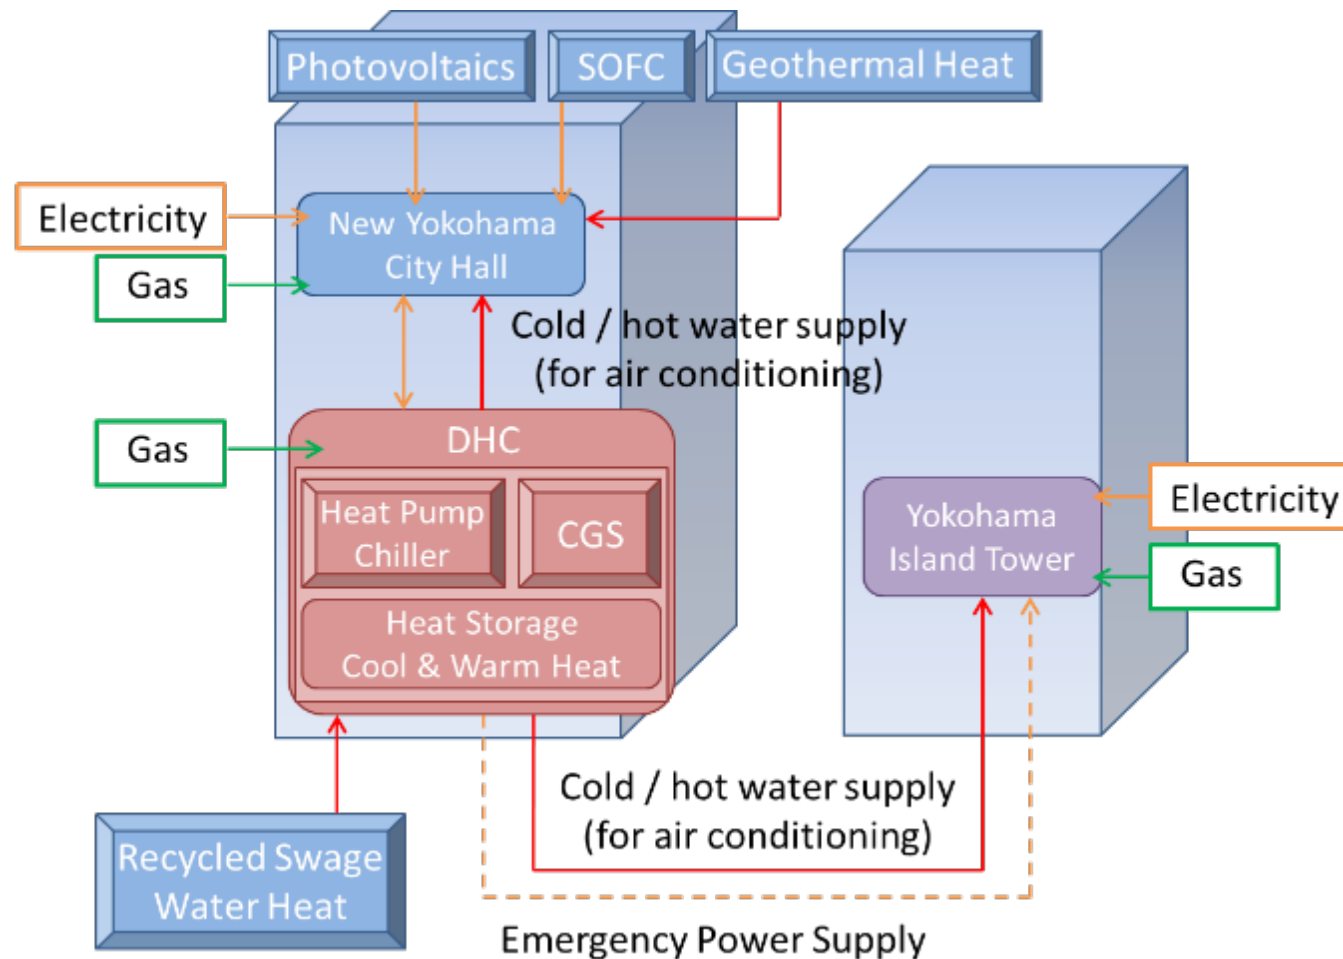 Photovoltaics
SOFC
Geothermal Heat
Electricity
New Yokohama
City Hall
Gas
Cold / hot water supply
(for air conditioning)
Gas
DHC
Heat Pump
Chiller
CGS
Heat Storage
Cool & Warm Heat
Yokohama
Island Tower
Electricity
Gas
Cold / hot water supply
(for air conditioning)
Recycled Swage
Water Heat
Emergency Power Supply